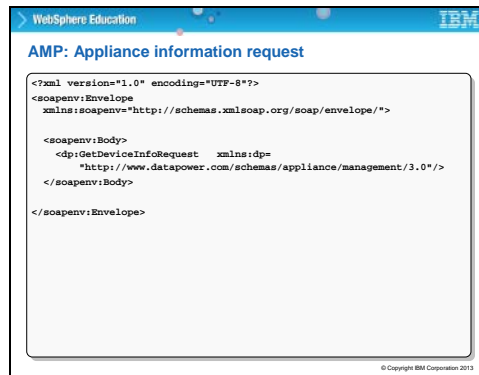 WebSphere Education
IBM
AMP: Appliance information request
<?xml version="1.0" encoding="UTF-8"?>
<soapenv:Envelope
xmlns:soapenv="http://schemas.xmlsoap.org/soap/envelope/">
<soapenv:Body>
<dp:GetDeviceInfoRequest xmlns:dp=
"http://www.datapower.com/schemas/appliance/management/3.0"/>
</soapenv:Body>
</soapenv:Envelope>
© Copyright IBM Corporation 2013